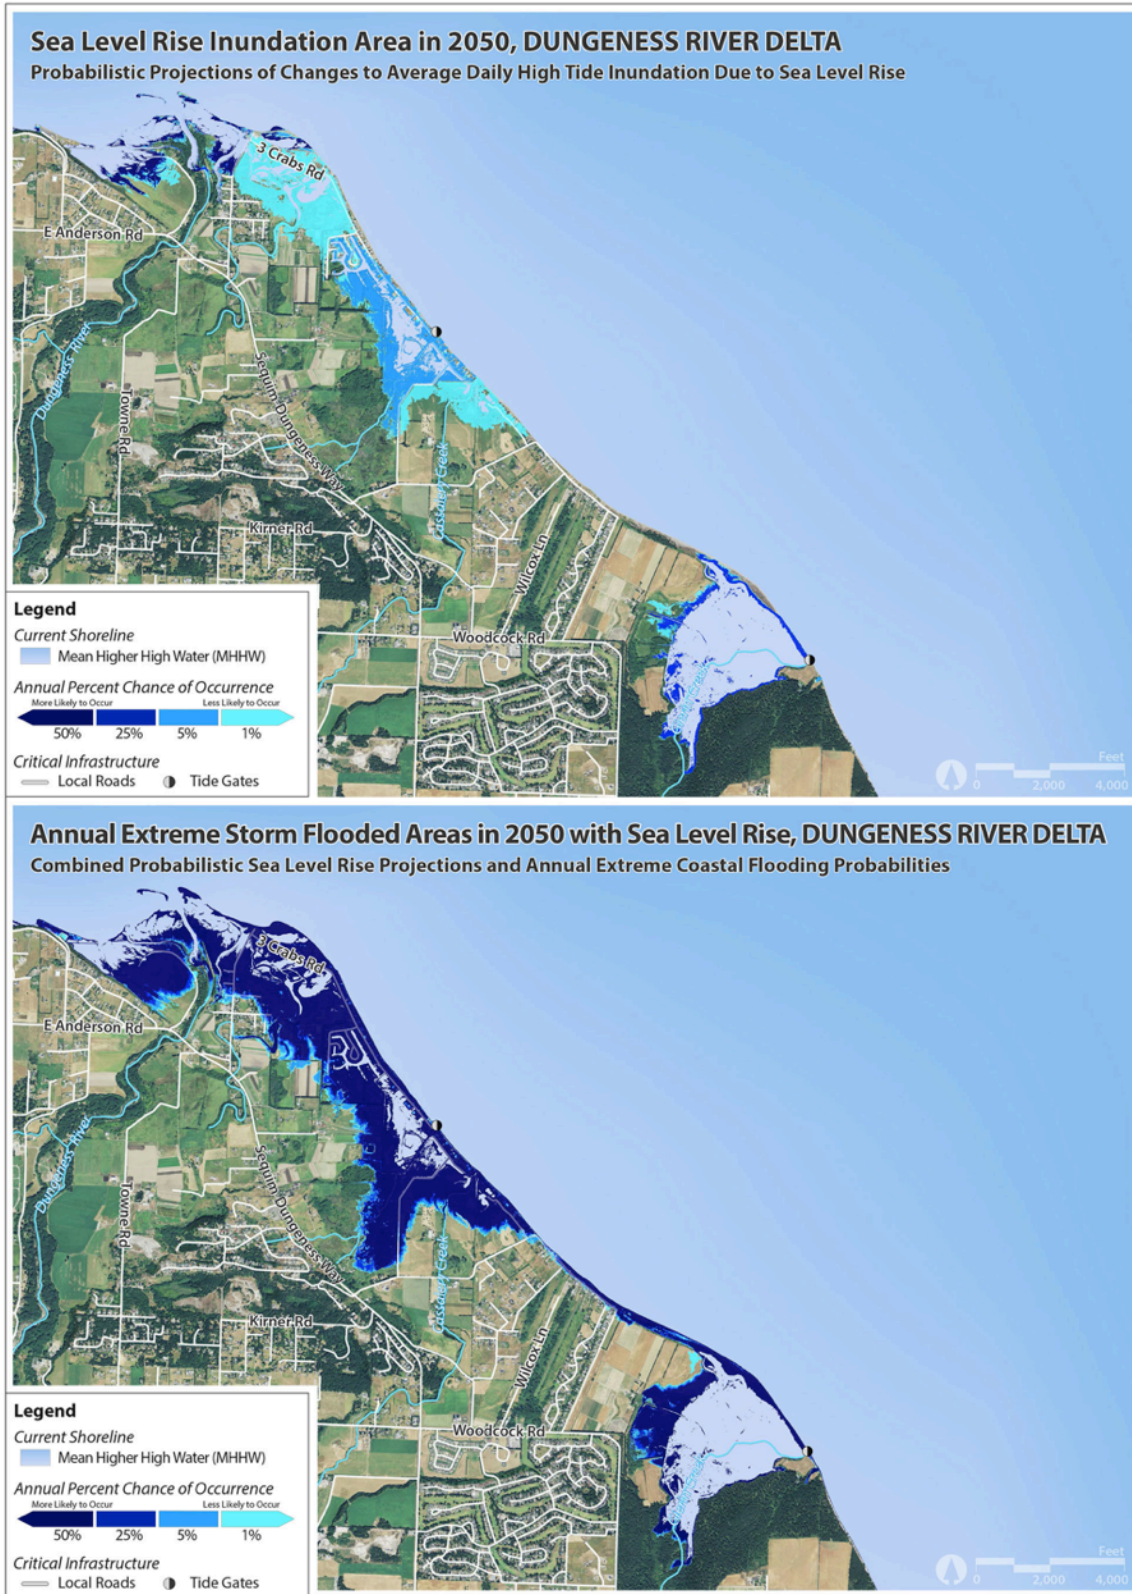 Sea Level Rise Inundation Area in 2050, DUNGENESS RIVER DELTA
Probabilistic Projections of Changes to Average Daily High Tide Inundation Due to Sea Level Rise
3 Crabs Rd
E Anderson Rd
Dungeness River
Towne Rd
Sequim-Dungeness Way
Cassalery Creek
Kirner Rd
Wilcox Ln
Woodcock Rd
Legend
Current Shoreline
Mean Higher High Water (MHHW)
Annual Percent Chance of Occurrence
More Likely to Occur Less Likely to Occur
50% 25% 5% 1%
Critical Infrastructure
Local Roads Tide Gates
Feet
0 2,000 4,000
Annual Extreme Storm Flooded Areas in 2050 with Sea Level Rise, DUNGENESS RIVER DELTA
Combined Probabilistic Sea Level Rise Projections and Annual Extreme Coastal Flooding Probabilities
3 Crabs Rd
E Anderson Rd
Dungeness River
Towne Rd
Sequim-Dungeness Way
Cassalery Creek
Kirner Rd
Wilcox Ln
Woodcock Rd
Legend
Current Shoreline
Mean Higher High Water (MHHW)
Annual Percent Chance of Occurrence
More Likely to Occur Less Likely to Occur
50% 25% 5% 1%
Critical Infrastructure
Local Roads Tide Gates
Feet
0 2,000 4,000